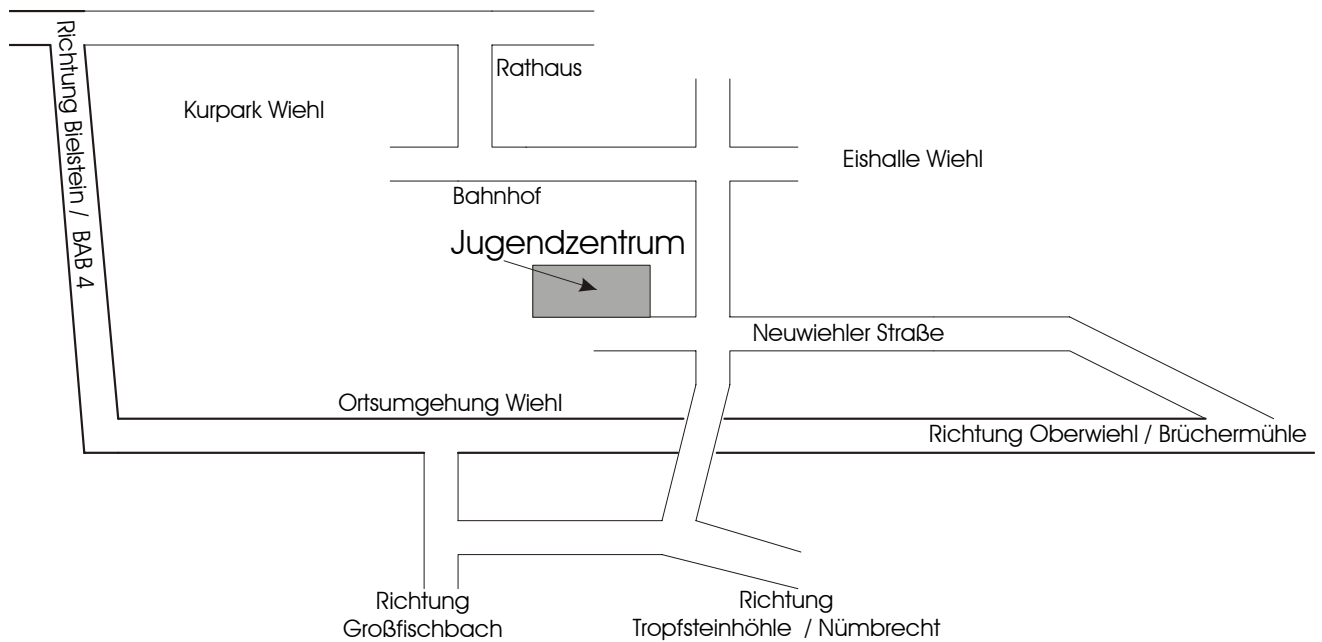 Richtung Bielstein / BAB 4
Rathaus
Kurpark Wiehl
Eishalle Wiehl
Bahnhof
Jugendzentrum
Neuwiehler Straße
Ortsumgehung Wiehl
Richtung Oberwiehl / Brüchermühle
Richtung
Großfischbach
Richtung
Tropfsteinhöhle / Nümbrecht